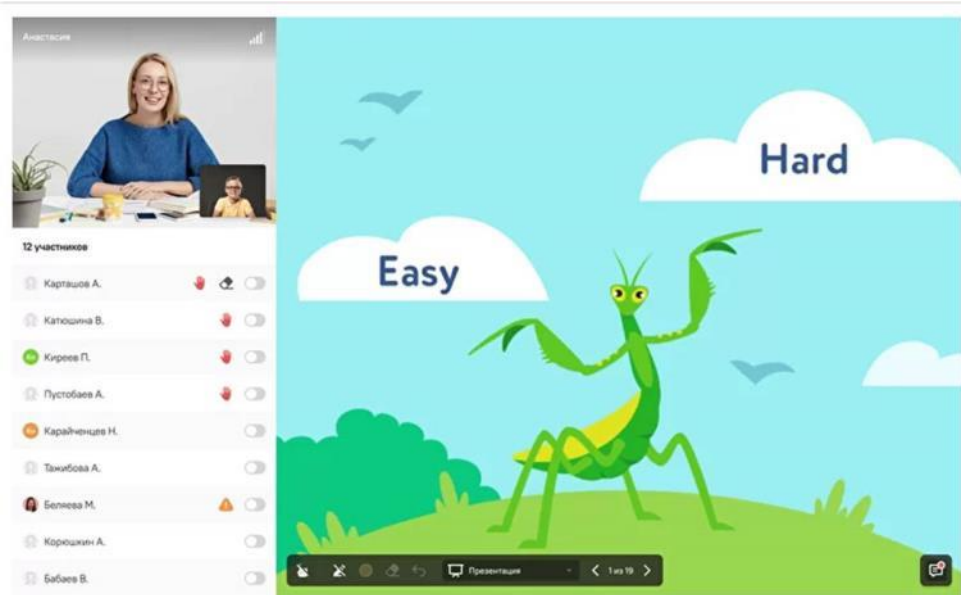 Анастасия
12 участников
Карташов А.
Катюшина В.
Киреев П.
Пустобаев А.
Карайченцев Н.
Тажибова А.
Беляева М.
Корюшкин А.
Бабаев В.
Easy
Hard
Презентация
1 из 19